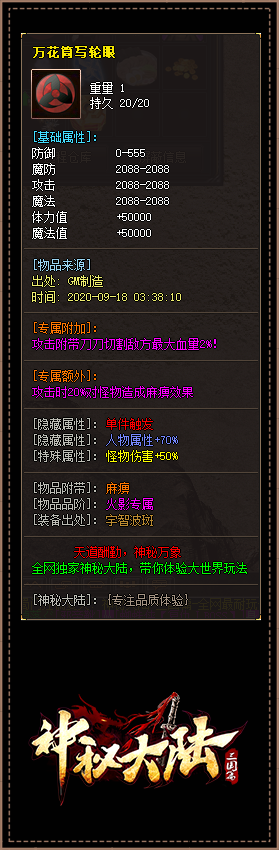 万花筒写轮眼
重量 1
持久 20/20
[基础属性]:
防御 0-555
魔防 2088-2088
攻击 2088-2088
魔法 2088-2088
体力值 +50000
魔法值 +50000
[物品来源]
出处: GM制造
时间: 2020-09-18 03:38:10
[专属附加]:
攻击附带刀刀切割敌方最大血量2%!
[专属额外]:
攻击时20%对怪物造成麻痹效果
[隐藏属性]: 单件触发
[隐藏属性]: 人物属性+70%
[特殊属性]: 怪物伤害+50%
[物品附带]: 麻痹
[物品品阶]: 火影专属
[装备出处]: 宇智波斑
天道酬勤，神秘万象
全网独家神秘大陆，带你体验大世界玩法
[神秘大陆]: {专注品质体验}
神秘大陆
三国篇